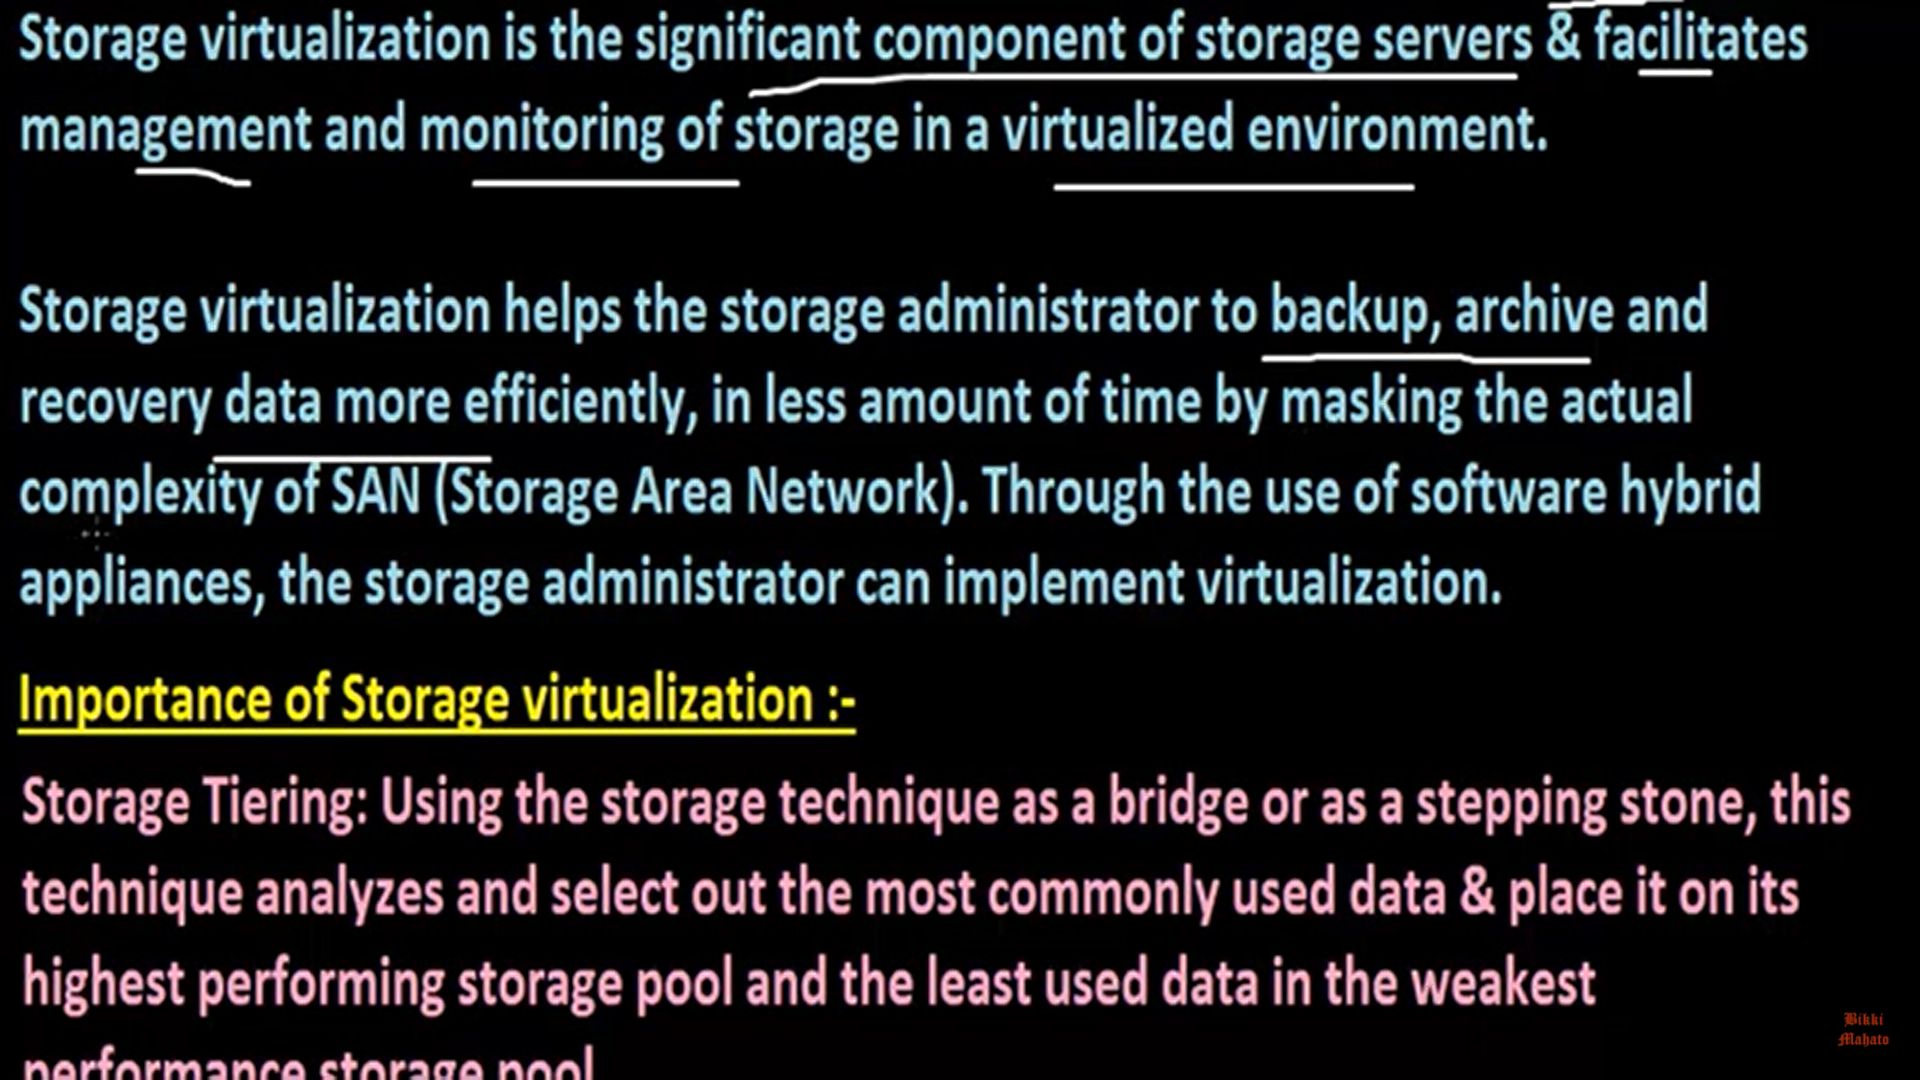 Storage virtualization is the significant component of storage servers & facilitates
management and monitoring of storage in a virtualized environment.
Storage virtualization helps the storage administrator to backup, archive and
recovery data more efficiently, in less amount of time by masking the actual
complexity of SAN (Storage Area Network). Through the use of software hybrid
appliances, the storage administrator can implement virtualization.
Importance of Storage virtualization :-
Storage Tiering: Using the storage technique as a bridge or as a stepping stone, this
technique analyzes and select out the most commonly used data & place it on its
highest performing storage pool and the least used data in the weakest
performance storage pool
Bikki
Mahato